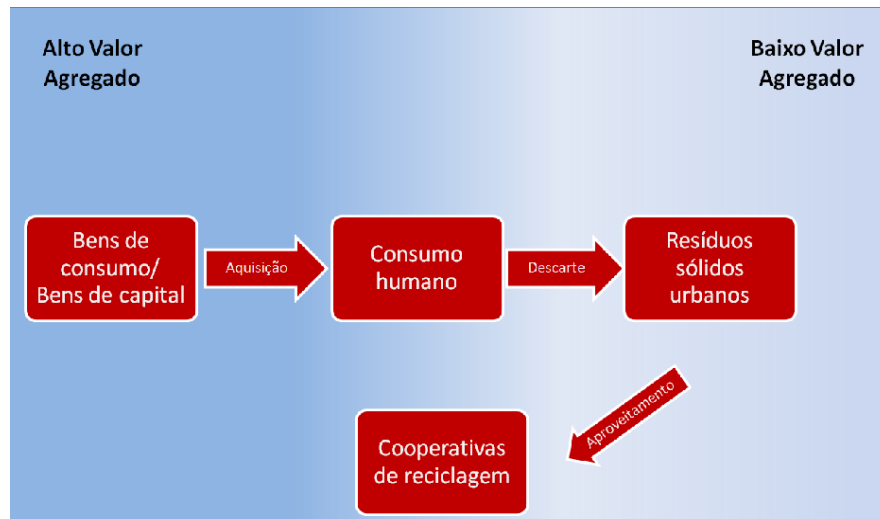 Alto Valor
Agregado
Baixo Valor
Agregado
Bens de
consumo/
Bens de capital
Aquisição
Consumo
humano
Descarte
Resíduos
sólidos
urbanos
Aproveitamento
Cooperativas
de reciclagem